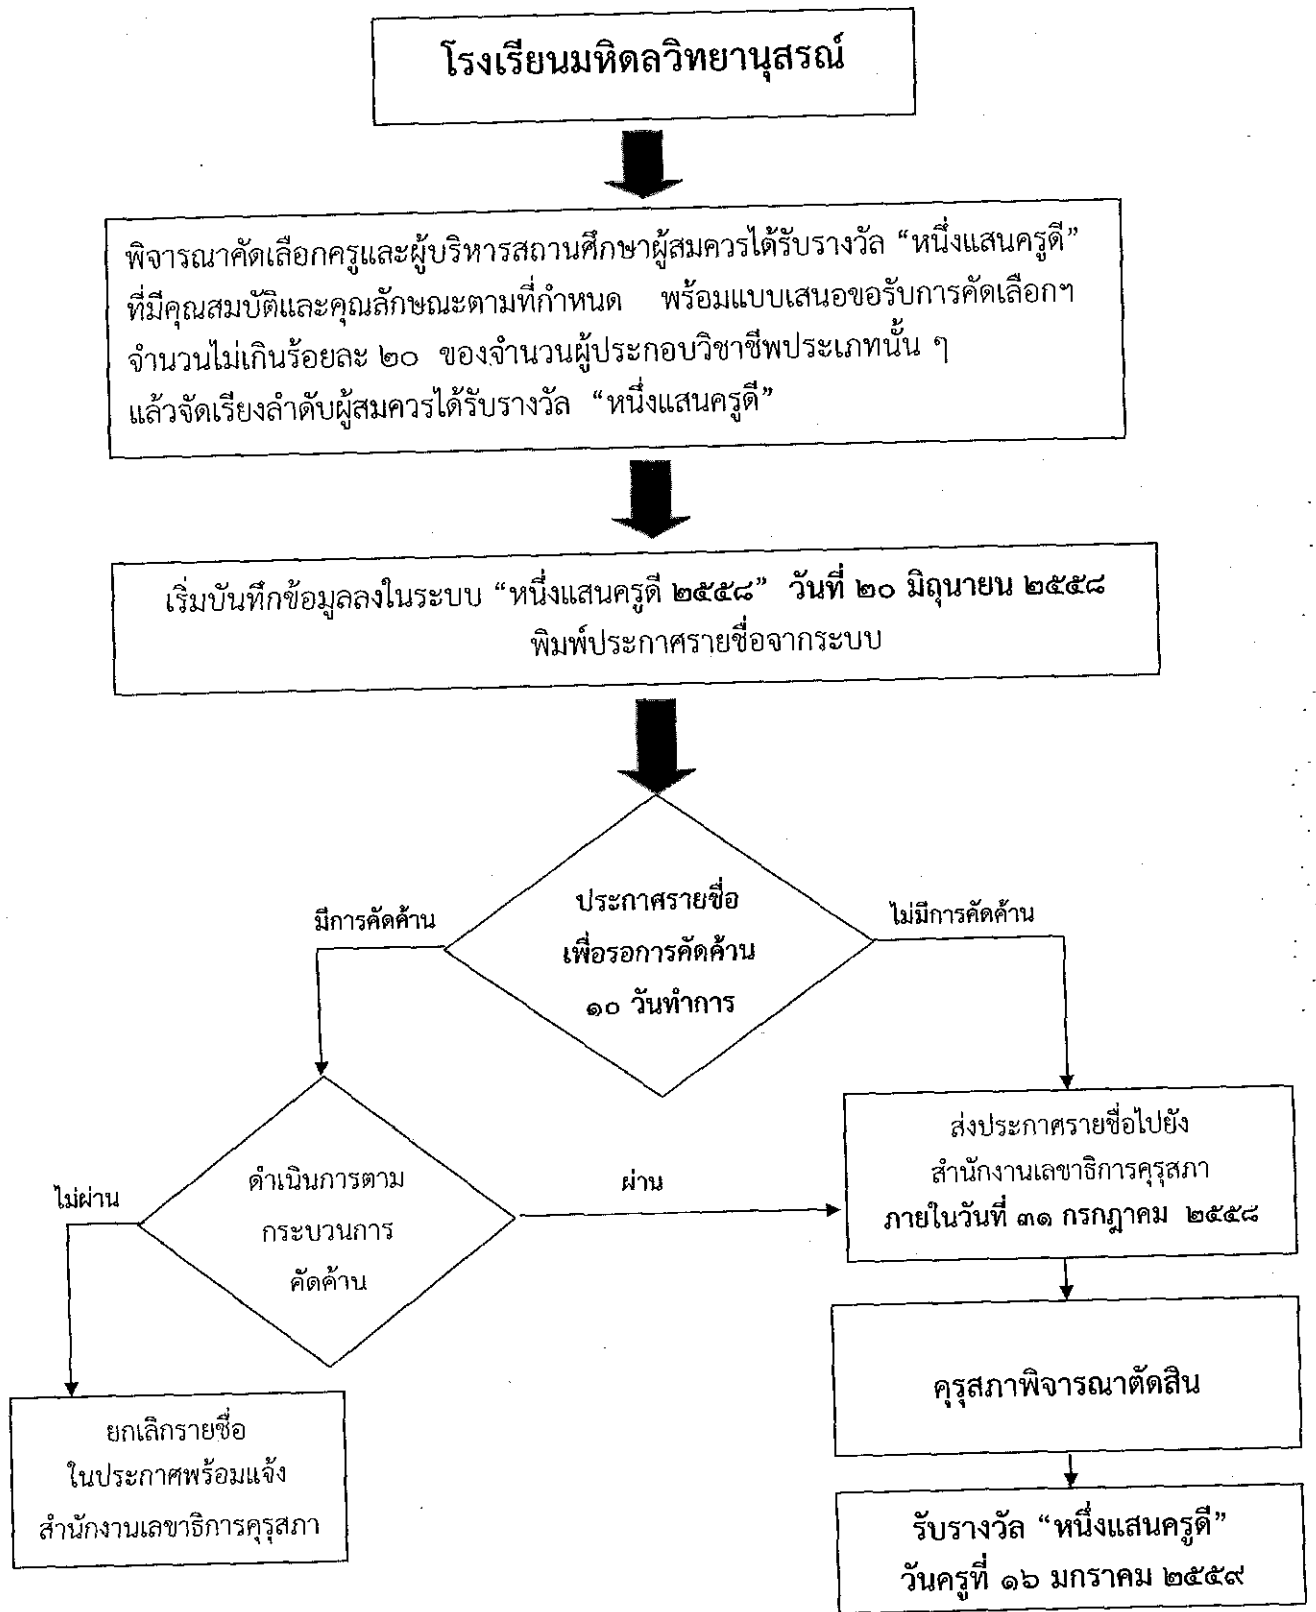 โรงเรียนมหิดลวิทยานุสรณ์
พิจารณาคัดเลือกครูและผู้บริหารสถานศึกษาผู้สมควรได้รับรางวัล “หนึ่งแสนครูดี”
ที่มีคุณสมบัติและคุณลักษณะตามที่กำหนด พร้อมแบบเสนอขอรับการคัดเลือกฯ
จำนวนไม่เกินร้อยละ ๒๐ ของจำนวนผู้ประกอบวิชาชีพประเภทนั้น ๆ
แล้วจัดเรียงลำดับผู้สมควรได้รับรางวัล “หนึ่งแสนครูดี”
เริ่มบันทึกข้อมูลลงในระบบ “หนึ่งแสนครูดี ๒๕๕๘” วันที่ ๒๐ มิถุนายน ๒๕๕๘
พิมพ์ประกาศรายชื่อจากระบบ
ประกาศรายชื่อ
เพื่อรอการคัดค้าน
๑๐ วันทำการ
มีการคัดค้าน
ไม่มีการคัดค้าน
ดำเนินการตาม
กระบวนการ
คัดค้าน
ไม่ผ่าน
ผ่าน
ส่งประกาศรายชื่อไปยัง
สำนักงานเลขาธิการคุรุสภา
ภายในวันที่ ๓๑ กรกฎาคม ๒๕๕๘
คุรุสภาพิจารณาตัดสิน
ยกเลิกรายชื่อ
ในประกาศพร้อมแจ้ง
สำนักงานเลขาธิการคุรุสภา
รับรางวัล “หนึ่งแสนครูดี”
วันครูที่ ๑๖ มกราคม ๒๕๕๙